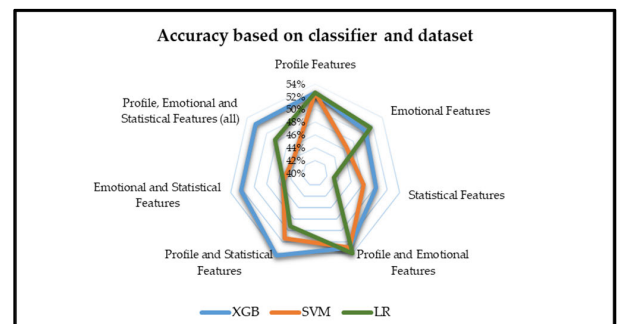 Accuracy based on classifier and dataset
Profile Features
54%
52%
50%
48%
46%
44%
42%
40%
Emotional Features
Statistical Features
Profile and Emotional
Features
Profile and Statistical
Features
Emotional and Statistical
Features
Profile, Emotional and
Statistical Features (all)
XGB
SVM
LR